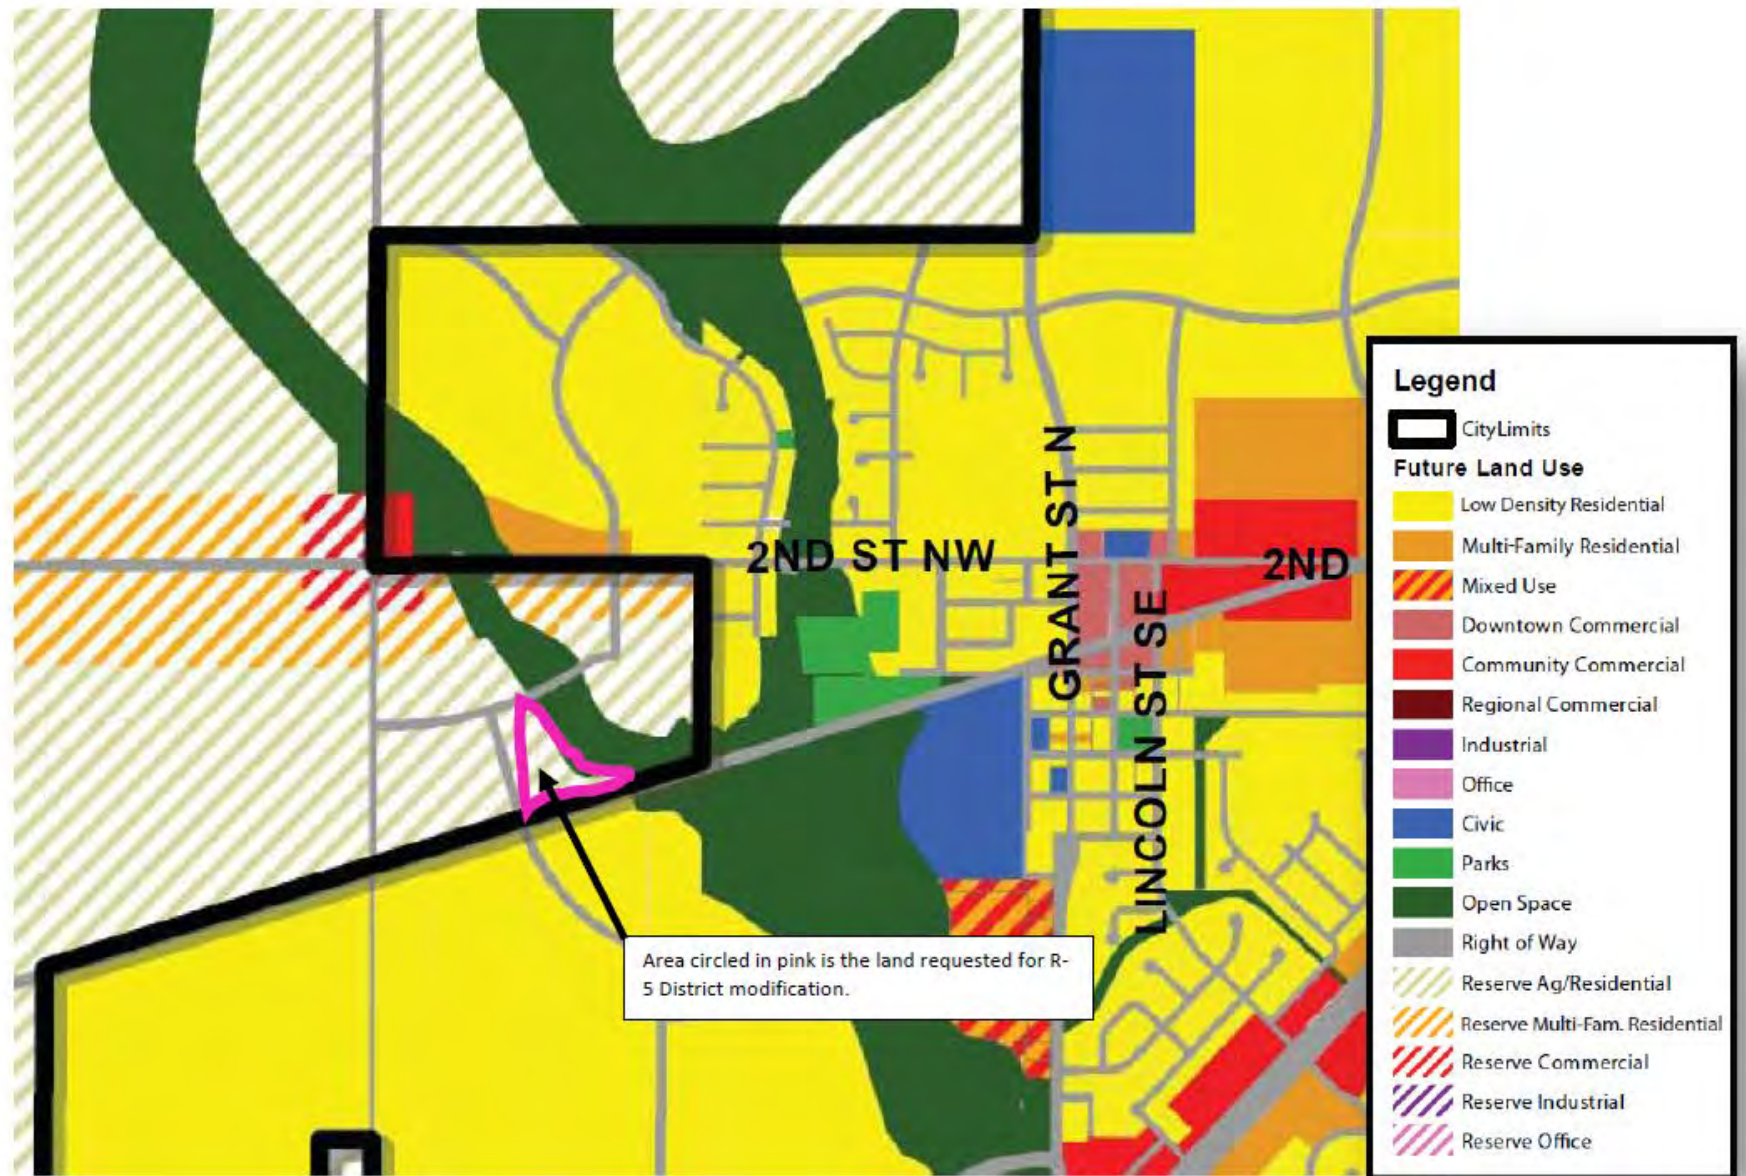 2ND ST NW
GRANT ST N
2ND
LINCOLN ST SE
Area circled in pink is the land requested for R-
5 District modification.
Legend
CityLimits
Future Land Use
Low Density Residential
Multi-Family Residential
Mixed Use
Downtown Commercial
Community Commercial
Regional Commercial
Industrial
Office
Civic
Parks
Open Space
Right of Way
Reserve Ag/Residential
Reserve Multi-Fam. Residential
Reserve Commercial
Reserve Industrial
Reserve Office